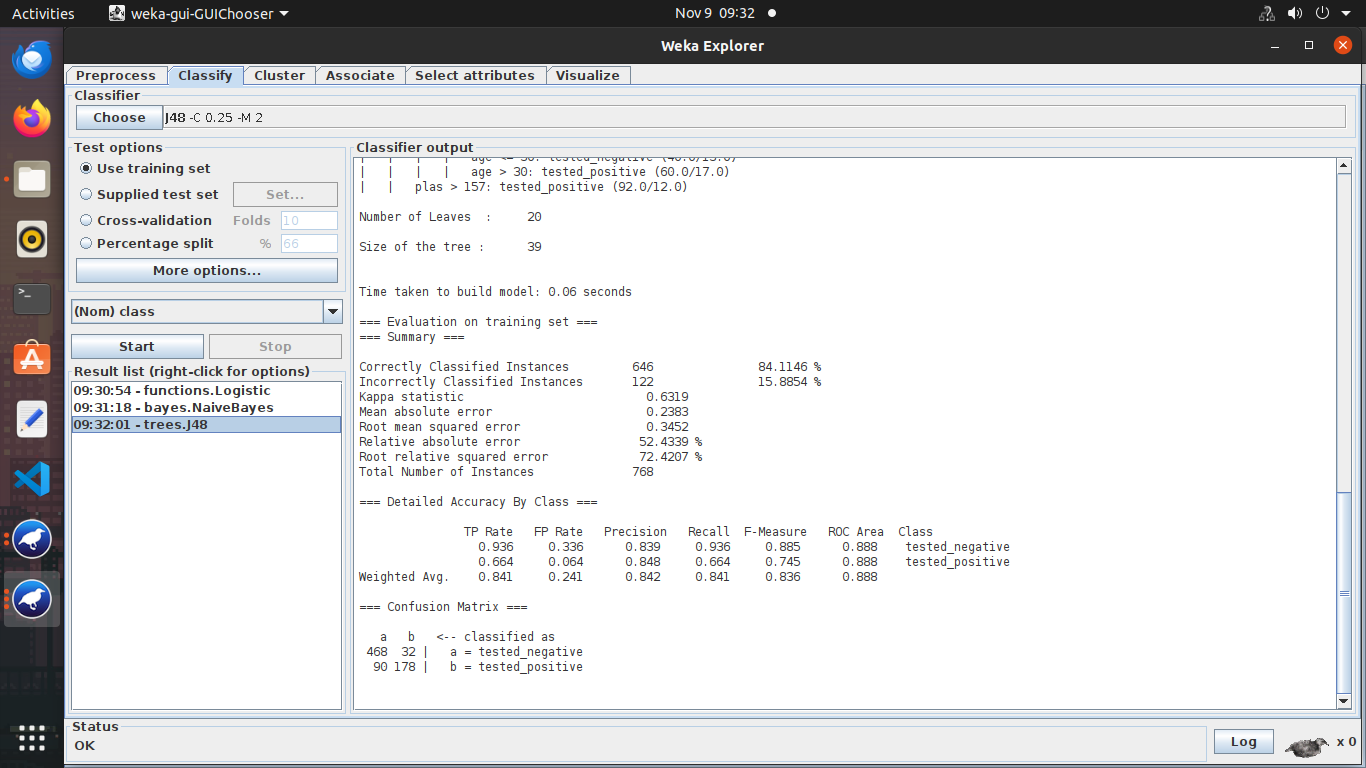 Activities weka-gui-GUIChooser Nov 9 09:32
Weka Explorer
Preprocess Classify Cluster Associate Select attributes Visualize
Classifier
Choose J48 -C 0.25 -M 2
Test options
Use training set
Supplied test set Set...
Cross-validation Folds 10
Percentage split % 66
More options...
(Nom) class
Start Stop
Result list (right-click for options)
09:30:54 - functions.Logistic
09:31:18 - bayes.NaiveBayes
09:32:01 - trees.J48
Classifier output
| | | | age <= 30: tested_negative (40.0/13.0)
| | | | age > 30: tested_positive (60.0/17.0)
| | plas > 157: tested_positive (92.0/12.0)
Number of Leaves : 20
Size of the tree : 39
Time taken to build model: 0.06 seconds
=== Evaluation on training set ===
=== Summary ===
Correctly Classified Instances 646 84.1146 %
Incorrectly Classified Instances 122 15.8854 %
Kappa statistic 0.6319
Mean absolute error 0.2383
Root mean squared error 0.3452
Relative absolute error 52.4339 %
Root relative squared error 72.4207 %
Total Number of Instances 768
=== Detailed Accuracy By Class ===
TP Rate FP Rate Precision Recall F-Measure ROC Area Class
0.936 0.336 0.839 0.936 0.885 0.888 tested_negative
0.664 0.064 0.848 0.664 0.745 0.888 tested_positive
Weighted Avg. 0.841 0.241 0.842 0.841 0.836 0.888
=== Confusion Matrix ===
a b <-- classified as
468 32 | a = tested_negative
90 178 | b = tested_positive
Status
OK
Log x 0